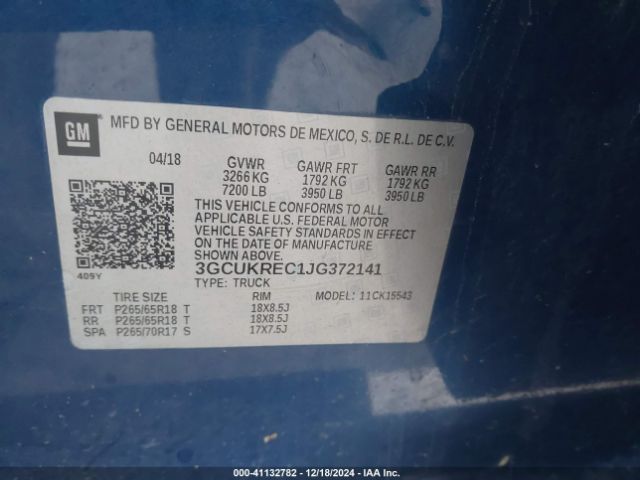 GM
MFD BY GENERAL MOTORS DE MEXICO, S. DE R.L. DE C.V.
04/18 GVWR GAWR FRT GAWR RR
3266 KG 1792 KG 1792 KG
7200 LB 3950 LB 3950 LB
THIS VEHICLE CONFORMS TO ALL
APPLICABLE U.S. FEDERAL MOTOR
VEHICLE SAFETY STANDARDS IN EFFECT
ON THE DATE OF MANUFACTURE
SHOWN ABOVE.
409Y
3GCUKREC1JG372141
TYPE: TRUCK
TIRE SIZE RIM MODEL: 11CK15543
FRT P265/65R18 T 18X8.5J
RR P265/65R18 T 18X8.5J
SPA P265/70R17 S 17X7.5J
000-41132782 / 12/18/2024 - IAA Inc.